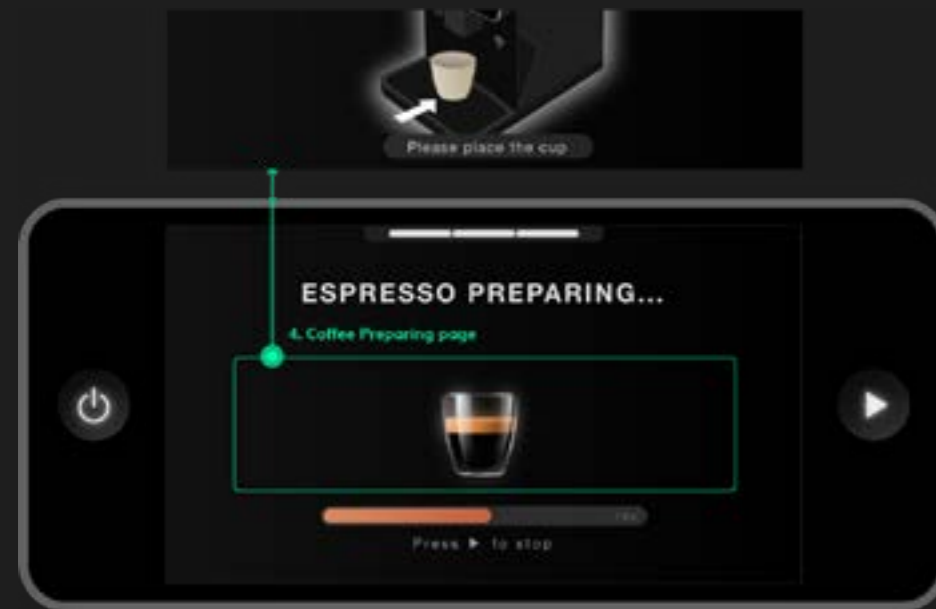 Please place the cup
ESPRESSO PREPARING...
4. Coffee Preparing page
Press ▶ to stop